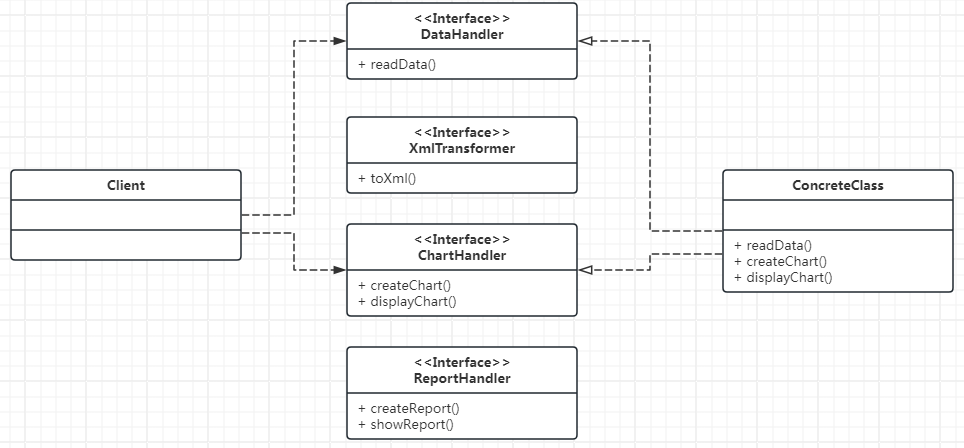 <<Interface>>
DataHandler
+ readData()
<<Interface>>
XmlTransformer
+ toXml()
Client
<<Interface>>
ChartHandler
+ createChart()
+ displayChart()
ConcreteClass
+ readData()
+ createChart()
+ displayChart()
<<Interface>>
ReportHandler
+ createReport()
+ showReport()